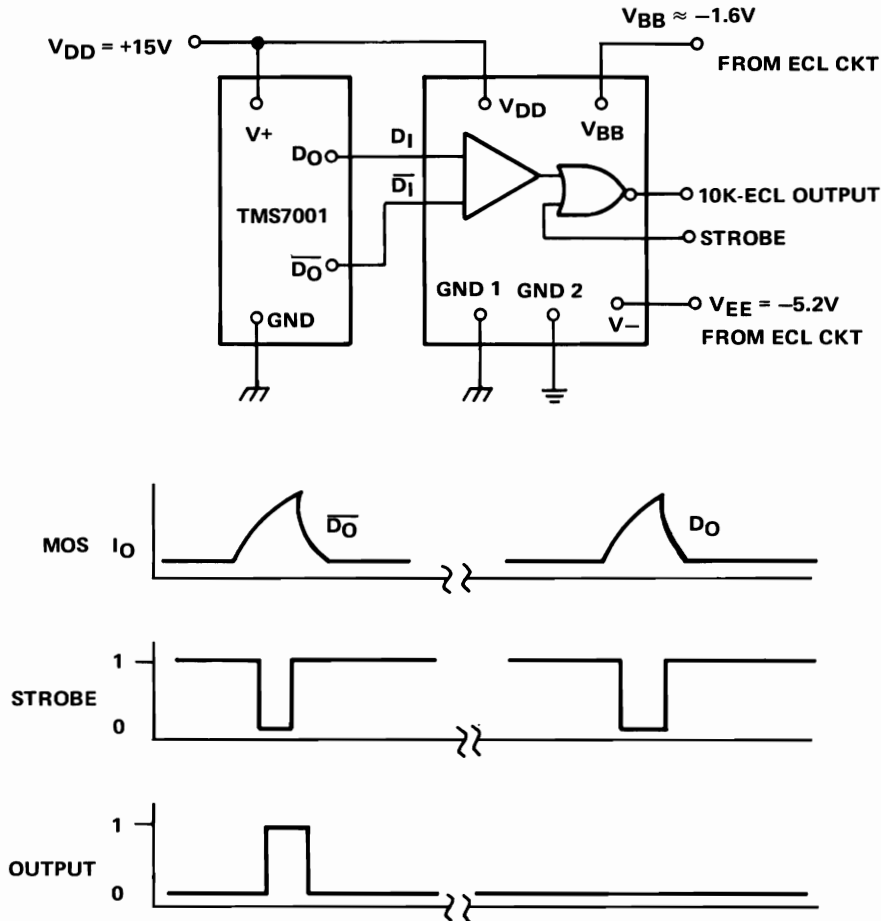 V_DD = +15V
V_BB ≈ −1.6V
FROM ECL CKT
V+
V_DD
V_BB
D_O
D_I
D̅_I̅
TMS7001
D̅_O̅
10K-ECL OUTPUT
STROBE
GND
GND 1
GND 2
V−
V_EE = −5.2V
FROM ECL CKT
MOS I_O
D̅_O̅
D_O
STROBE
1
0
OUTPUT
1
0